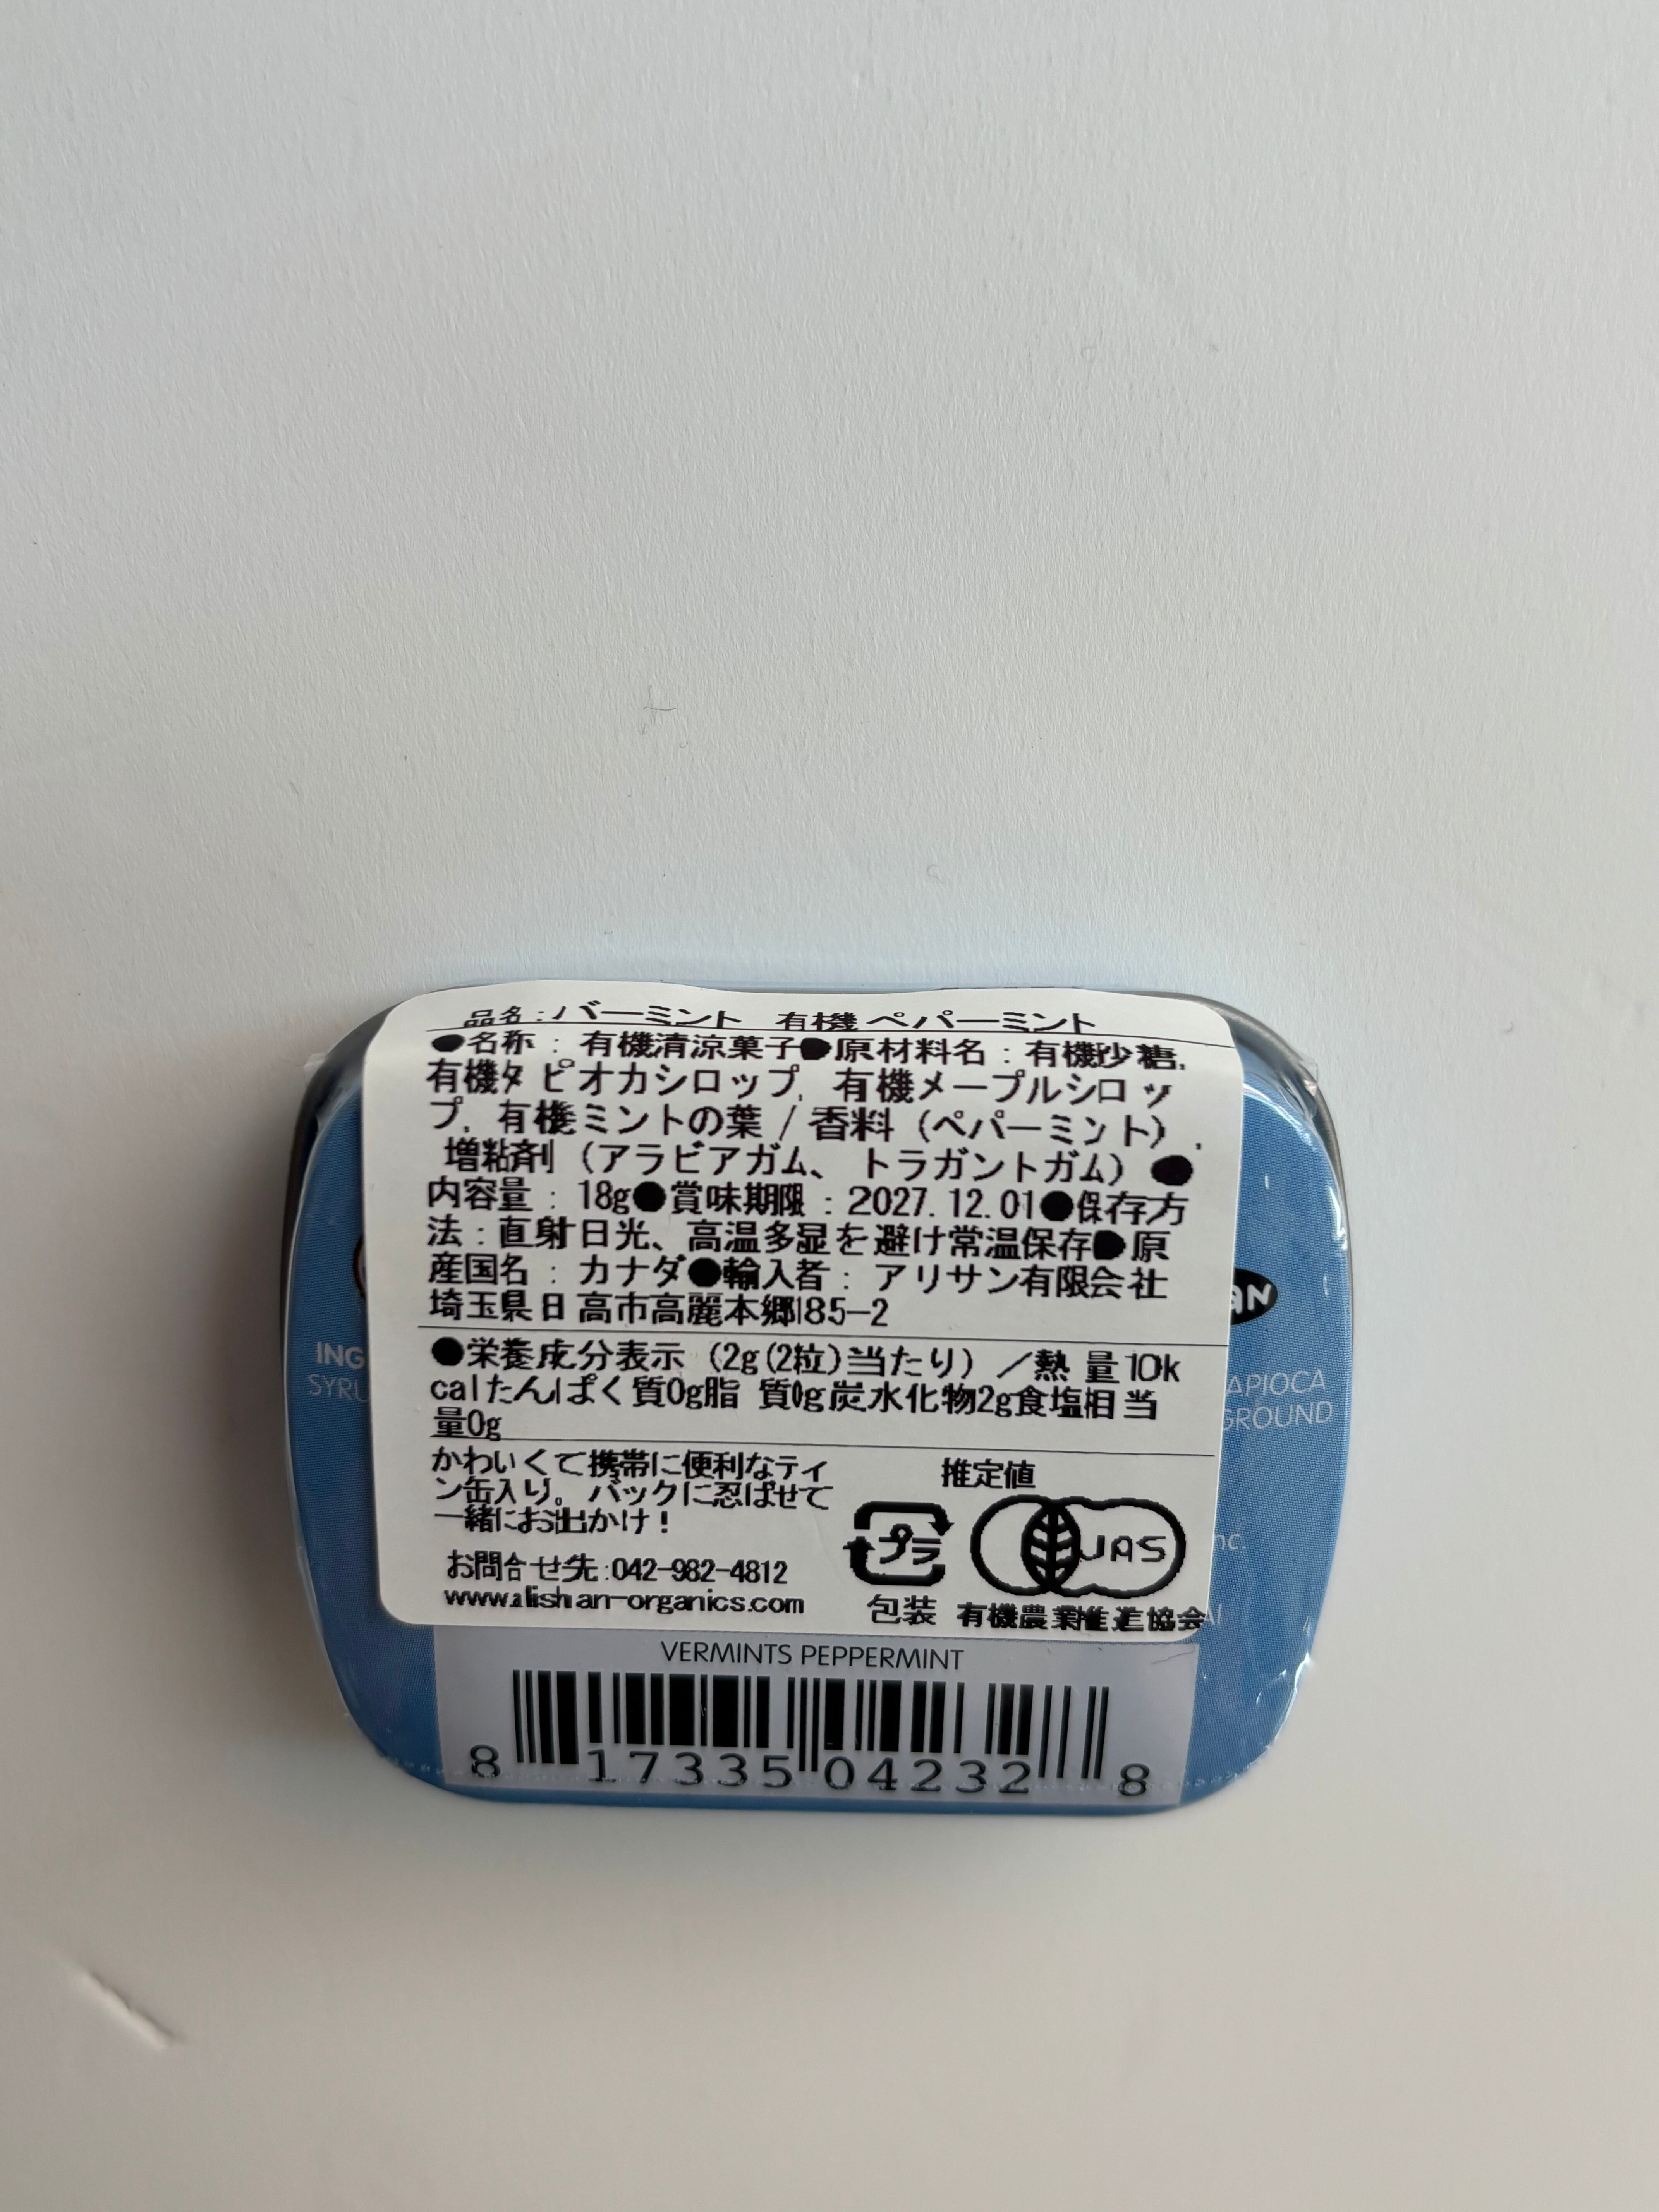 品名:バーミント 有機ペパーミント
●名称：有機清涼菓子●原材料名：有機砂糖,
有機タピオカシロップ, 有機メープルシロッ
プ, 有機ミントの葉 / 香料（ペパーミント）,
増粘剤（アラビアガム、トラガントガム）●
内容量：18g●賞味期限：2027.12.01●保存方
法：直射日光、高温多湿を避け常温保存●原
産国名：カナダ●輸入者：アリサン有限会社
埼玉県日高市高麗本郷185-2
●栄養成分表示（2g(2粒)当たり）／熱量10k
calたんぱく質0g脂質0g炭水化物2g食塩相当
量0g
かわいくて携帯に便利なティ
ン缶入り。バックに忍ばせて
一緒にお出かけ！
推定値
プラ
JAS
お問合せ先:042-982-4812
www.alishan-organics.com
包装 有機農業推進協会
ING
SYRU
AN
APIOCA
GROUND
nc.
VERMINTS PEPPERMINT
8 17335 04232 8